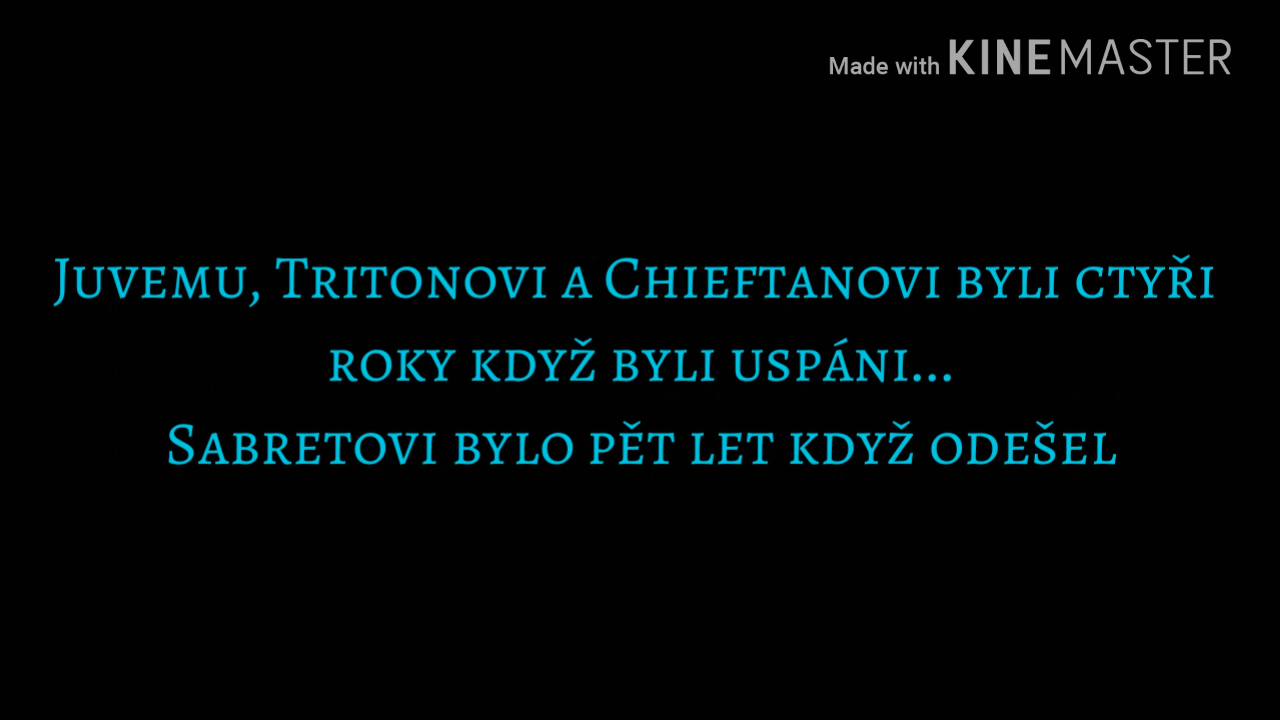 Made with KINEMASTER
Juvemu, Tritonovi a Chieftanovi byli ctyři
roky když byli uspáni...
Sabretovi bylo pět let když odešel